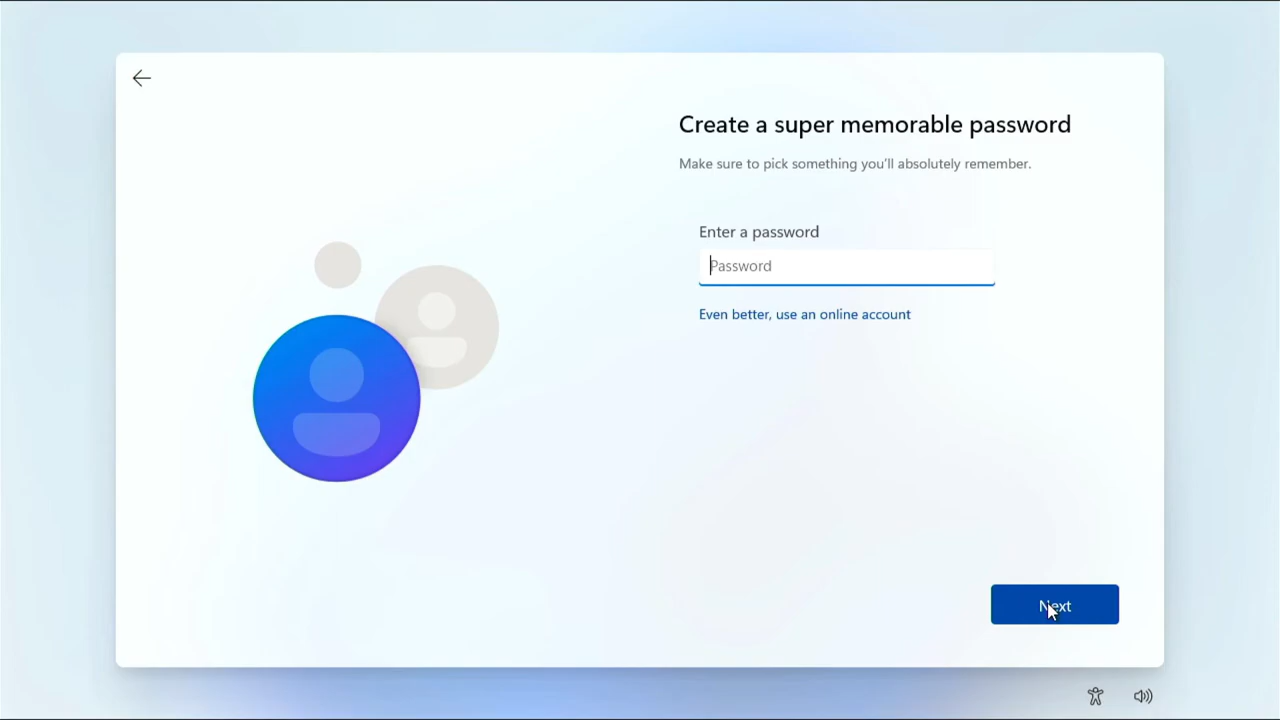 Create a super memorable password
Make sure to pick something you'll absolutely remember.
Enter a password
Password
Even better, use an online account
Next